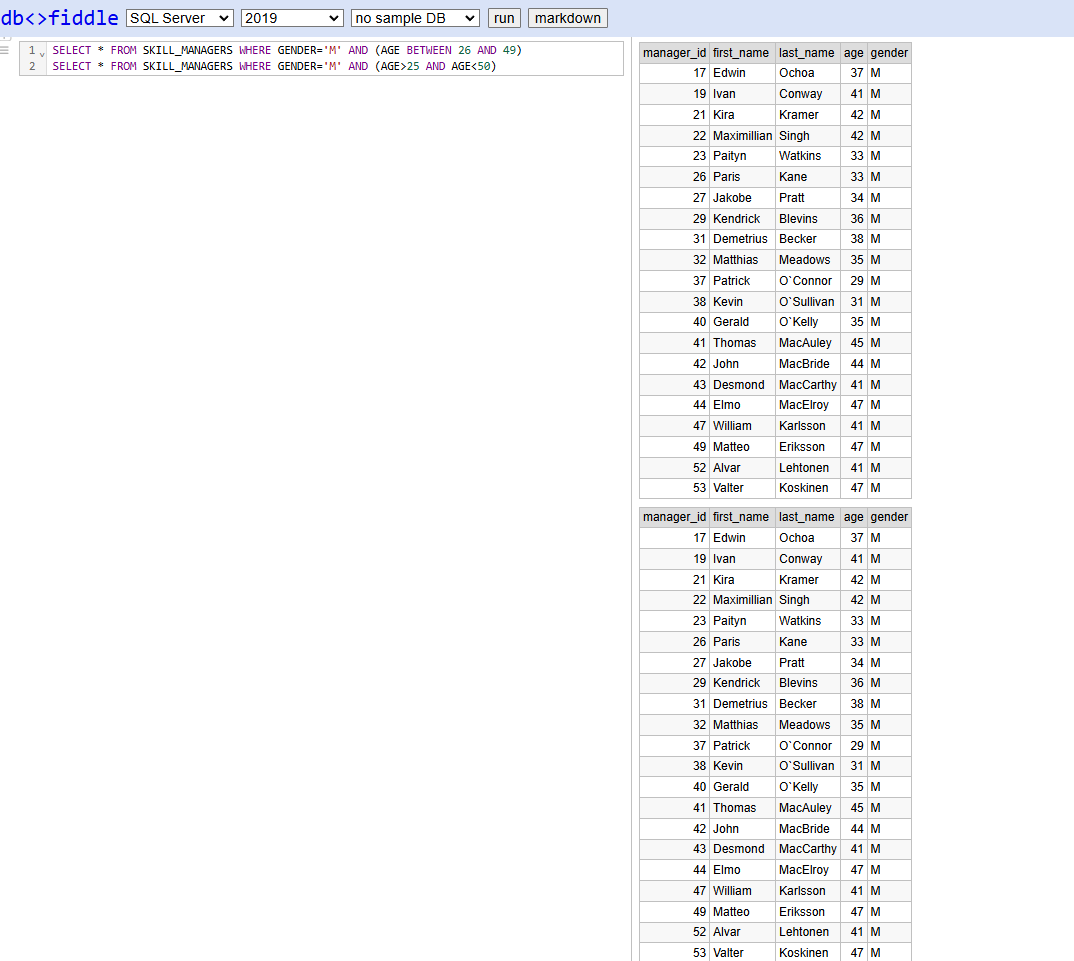 db<>fiddle SQL Server 2019 no sample DB run markdown
1 SELECT * FROM SKILL_MANAGERS WHERE GENDER='M' AND (AGE BETWEEN 26 AND 49)
2 SELECT * FROM SKILL_MANAGERS WHERE GENDER='M' AND (AGE>25 AND AGE<50)
manager_id first_name last_name age gender
17 Edwin Ochoa 37 M
19 Ivan Conway 41 M
21 Kira Kramer 42 M
22 Maximillian Singh 42 M
23 Paityn Watkins 33 M
26 Paris Kane 33 M
27 Jakobe Pratt 34 M
29 Kendrick Blevins 36 M
31 Demetrius Becker 38 M
32 Matthias Meadows 35 M
37 Patrick O`Connor 29 M
38 Kevin O`Sullivan 31 M
40 Gerald O`Kelly 35 M
41 Thomas MacAuley 45 M
42 John MacBride 44 M
43 Desmond MacCarthy 41 M
44 Elmo MacElroy 47 M
47 William Karlsson 41 M
49 Matteo Eriksson 47 M
52 Alvar Lehtonen 41 M
53 Valter Koskinen 47 M
manager_id first_name last_name age gender
17 Edwin Ochoa 37 M
19 Ivan Conway 41 M
21 Kira Kramer 42 M
22 Maximillian Singh 42 M
23 Paityn Watkins 33 M
26 Paris Kane 33 M
27 Jakobe Pratt 34 M
29 Kendrick Blevins 36 M
31 Demetrius Becker 38 M
32 Matthias Meadows 35 M
37 Patrick O`Connor 29 M
38 Kevin O`Sullivan 31 M
40 Gerald O`Kelly 35 M
41 Thomas MacAuley 45 M
42 John MacBride 44 M
43 Desmond MacCarthy 41 M
44 Elmo MacElroy 47 M
47 William Karlsson 41 M
49 Matteo Eriksson 47 M
52 Alvar Lehtonen 41 M
53 Valter Koskinen 47 M